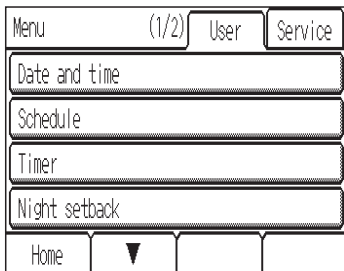 Menu (1/2) User Service
Date and time
Schedule
Timer
Night setback
Home ▼